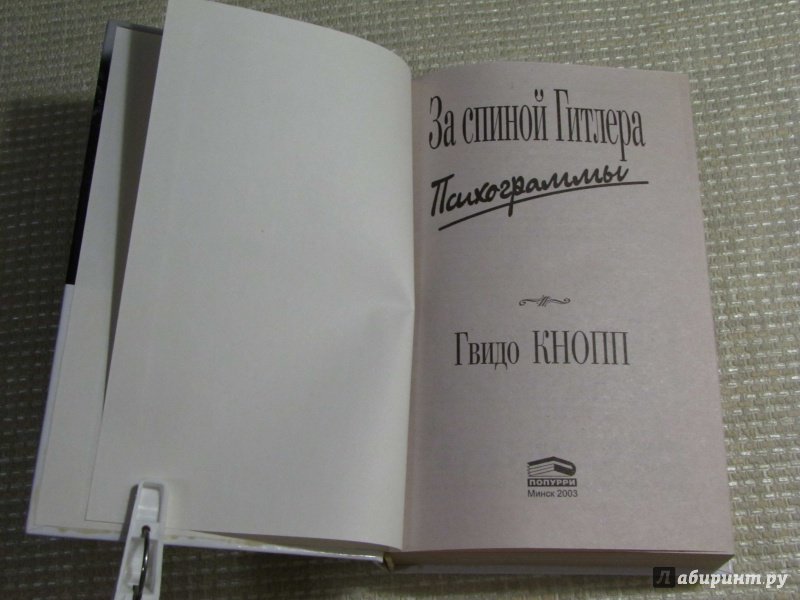 За спиной Гитлера
Психограммы
Гвидо КНОПП
ПОПУРРИ
Минск 2003
Лабиринт.ру